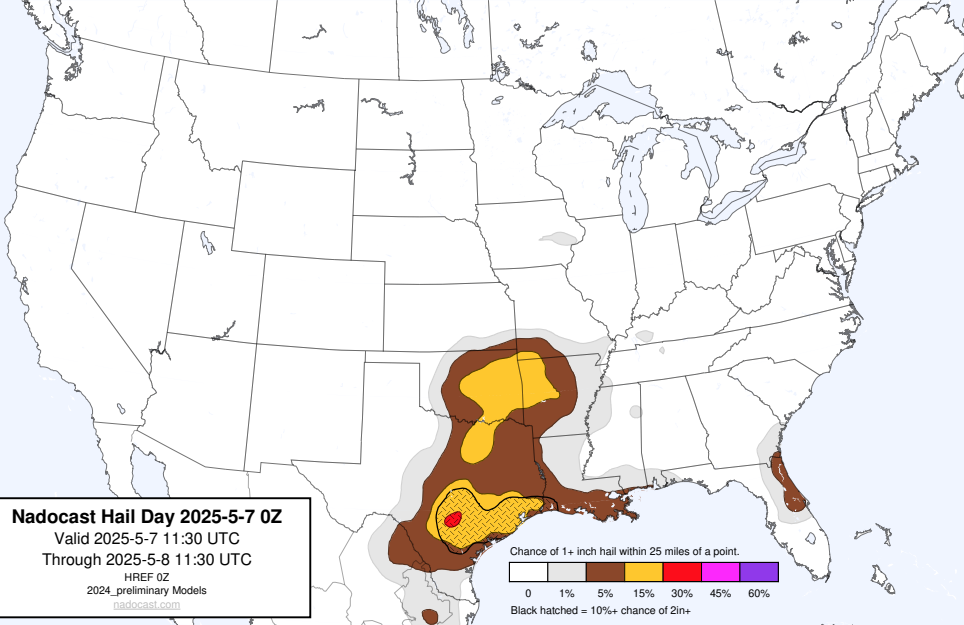 Nadocast Hail Day 2025-5-7 0Z
Valid 2025-5-7 11:30 UTC
Through 2025-5-8 11:30 UTC
HREF 0Z
2024_preliminary Models
nadocast.com
Chance of 1+ inch hail within 25 miles of a point.
0 1% 5% 15% 30% 45% 60%
Black hatched = 10%+ chance of 2in+